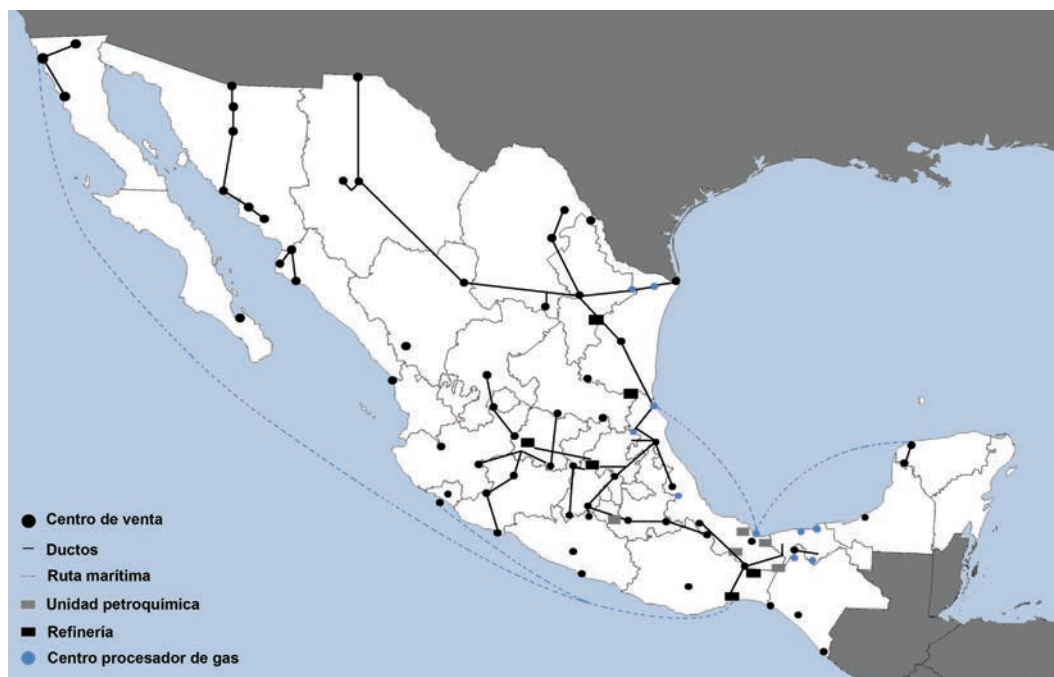 Centro de venta
Ductos
Ruta marítima
Unidad petroquímica
Refinería
Centro procesador de gas